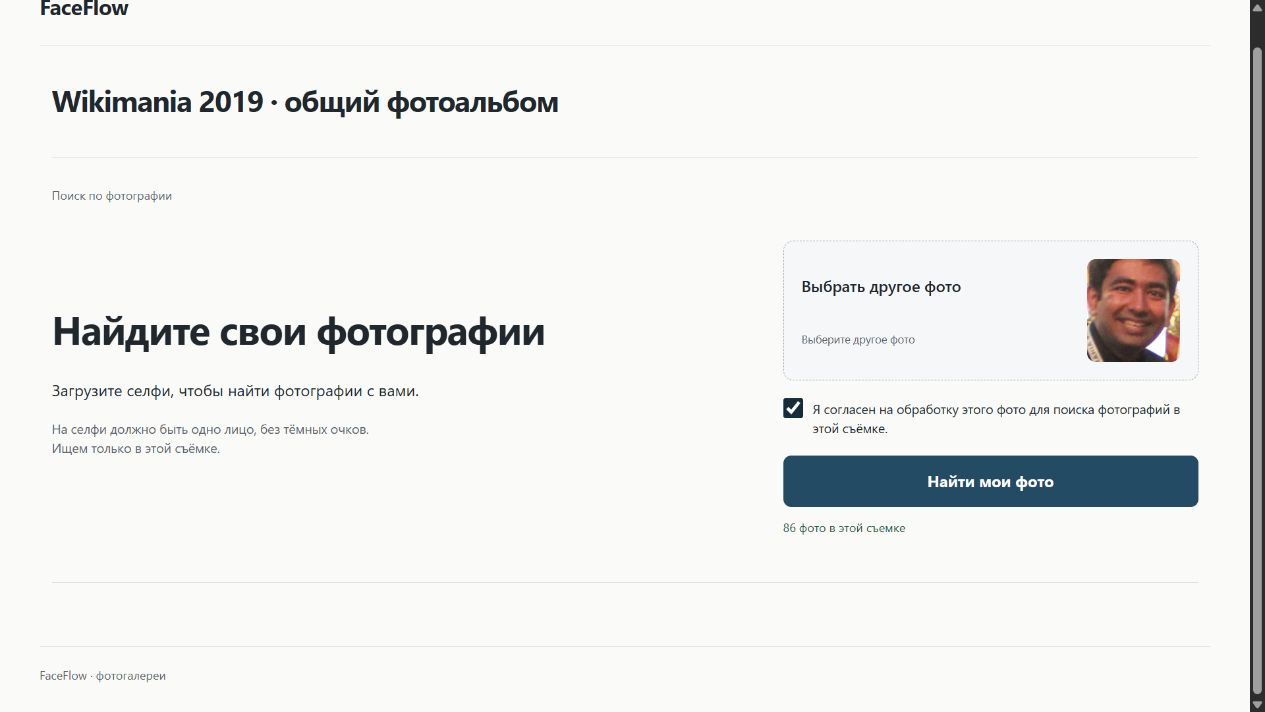 FaceFlow
Wikimania 2019 · общий фотоальбом
Поиск по фотографии
Найдите свои фотографии
Загрузите селфи, чтобы найти фотографии с вами.
На селфи должно быть одно лицо, без тёмных очков.
Ищем только в этой съёмке.
Выбрать другое фото
Выберите другое фото
Я согласен на обработку этого фото для поиска фотографий в
этой съёмке.
Найти мои фото
86 фото в этой съемке
FaceFlow · фотогалереи